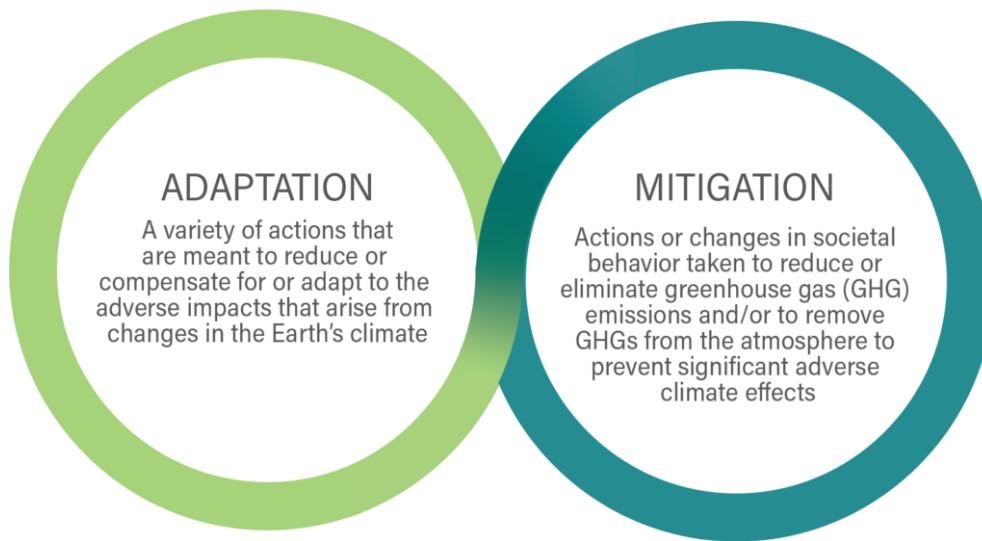 ADAPTATION
A variety of actions that
are meant to reduce or
compensate for or adapt to the
adverse impacts that arise from
changes in the Earth's climate
MITIGATION
Actions or changes in societal
behavior taken to reduce or
eliminate greenhouse gas (GHG)
emissions and/or to remove
GHGs from the atmosphere to
prevent significant adverse
climate effects